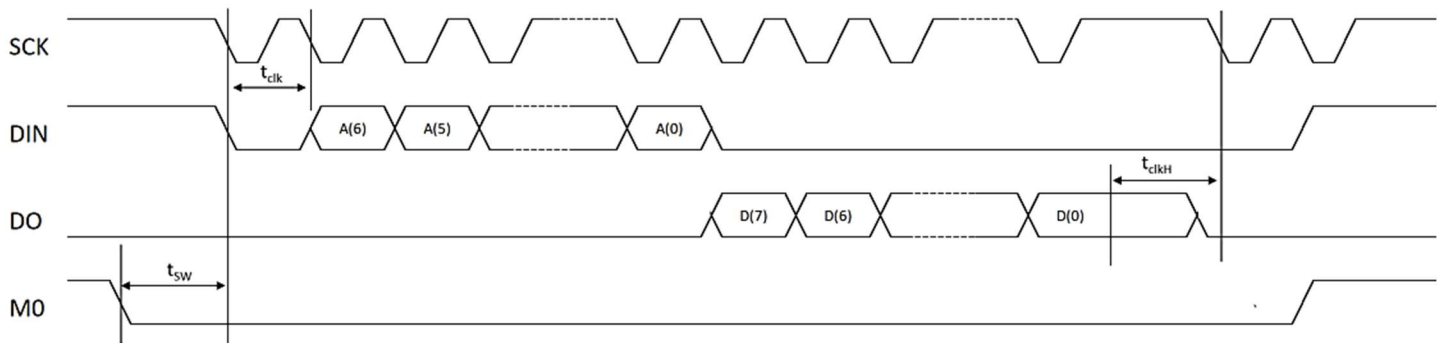 SCK
t_clk
DIN A(6) A(5) A(0)
t_clkH
DO D(7) D(6) D(0)
t_SW
M0